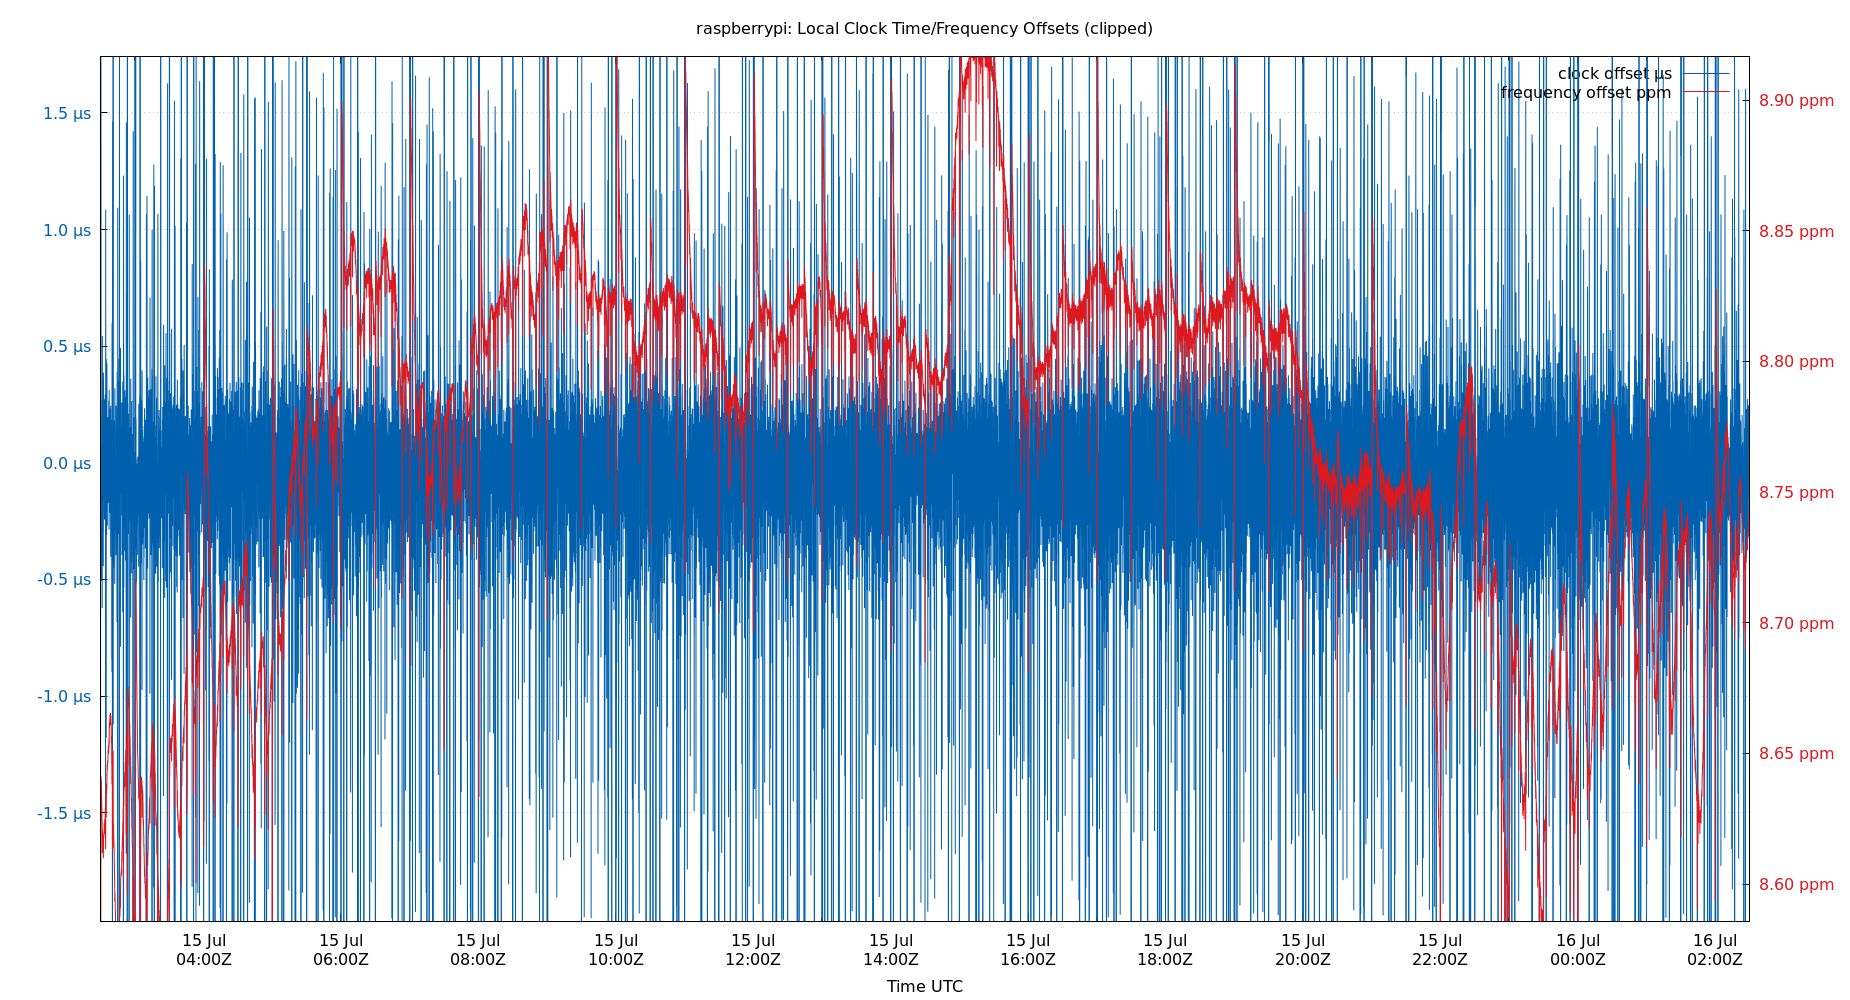 raspberrypi: Local Clock Time/Frequency Offsets (clipped)
clock offset µs
frequency offset ppm
1.5 µs
1.0 µs
0.5 µs
0.0 µs
-0.5 µs
-1.0 µs
-1.5 µs
8.90 ppm
8.85 ppm
8.80 ppm
8.75 ppm
8.70 ppm
8.65 ppm
8.60 ppm
15 Jul 15 Jul 15 Jul 15 Jul 15 Jul 15 Jul 15 Jul 15 Jul 15 Jul 15 Jul 16 Jul 16 Jul
04:00Z 06:00Z 08:00Z 10:00Z 12:00Z 14:00Z 16:00Z 18:00Z 20:00Z 22:00Z 00:00Z 02:00Z
Time UTC